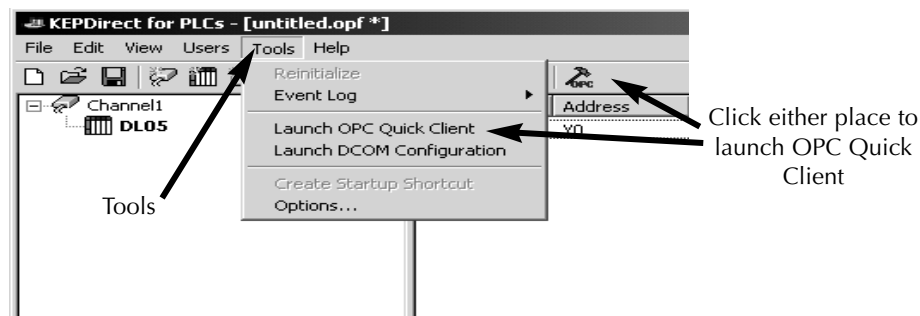 KEPDirect for PLCs - [untitled.opf *]
File Edit View Users Tools Help
OPC
Reinitialize
Event Log
Launch OPC Quick Client
Launch DCOM Configuration
Create Startup Shortcut
Options...
Channel1
DL05
Address
Y0
Tools
Click either place to
launch OPC Quick
Client